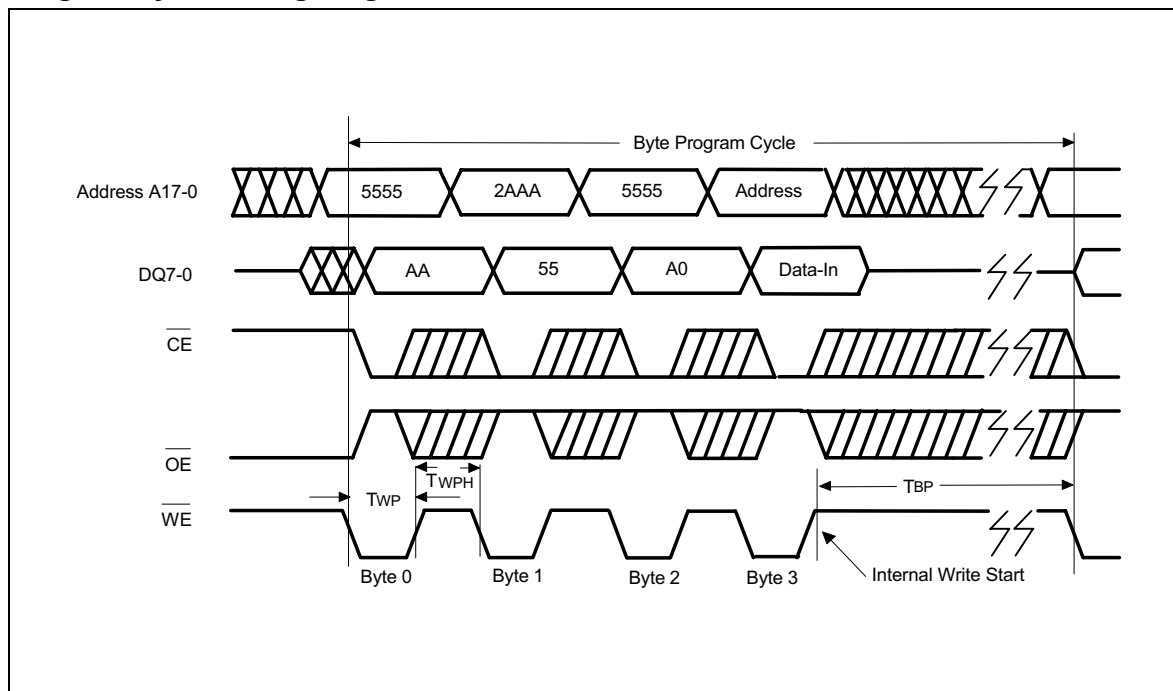 Byte Program Cycle
Address A17-0
5555
2AAA
5555
Address
DQ7-0
AA
55
A0
Data-In
CE
OE
TWP
TWPH
TBP
WE
Byte 0
Byte 1
Byte 2
Byte 3
Internal Write Start